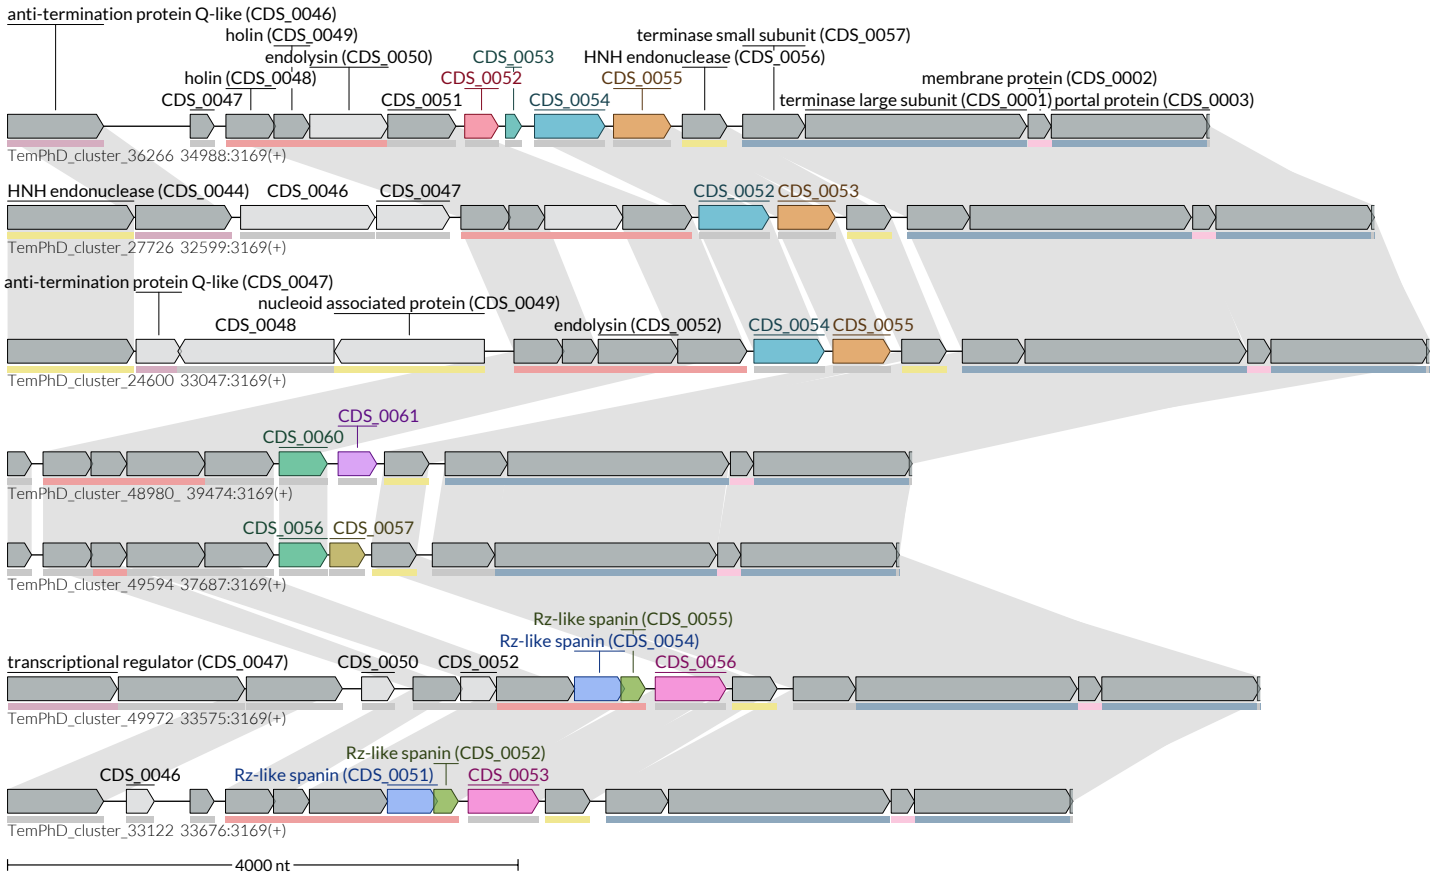 anti-termination protein Q-like (CDS_0046)
holin (CDS_0049)
terminase small subunit (CDS_0057)
endolysin (CDS_0050)
CDS_0053
HNH endonuclease (CDS_0056)
holin (CDS_0048)
CDS_0052
CDS_0055
membrane protein (CDS_0002)
CDS_0047
CDS_0051
CDS_0054
terminase large subunit (CDS_0001)
portal protein (CDS_0003)
TemPhD_cluster_36266 34988:3169(+)
HNH endonuclease (CDS_0044)
CDS_0046
CDS_0047
CDS_0052
CDS_0053
TemPhD_cluster_27726 32599:3169(+)
anti-termination protein Q-like (CDS_0047)
nucleoid associated protein (CDS_0049)
CDS_0048
endolysin (CDS_0052)
CDS_0054
CDS_0055
TemPhD_cluster_24600 33047:3169(+)
CDS_0061
CDS_0060
TemPhD_cluster_48980_ 39474:3169(+)
CDS_0056
CDS_0057
TemPhD_cluster_49594 37687:3169(+)
Rz-like spanin (CDS_0055)
Rz-like spanin (CDS_0054)
transcriptional regulator (CDS_0047)
CDS_0050
CDS_0052
CDS_0056
TemPhD_cluster_49972 33575:3169(+)
Rz-like spanin (CDS_0052)
CDS_0046
Rz-like spanin (CDS_0051)
CDS_0053
TemPhD_cluster_33122 33676:3169(+)
4000 nt